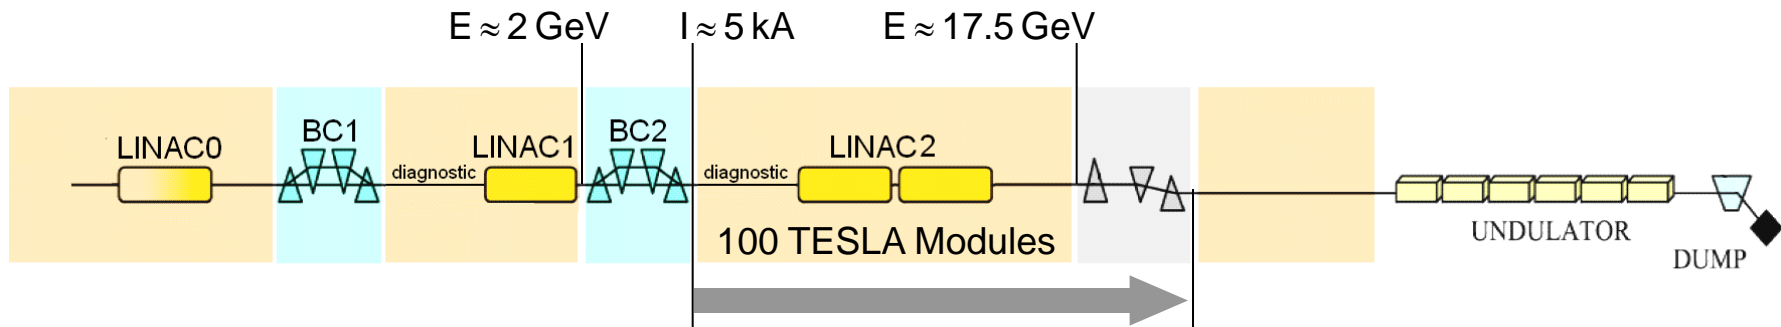 E ≈ 2 GeV
I ≈ 5 kA
E ≈ 17.5 GeV
LINAC0
BC1
diagnostic
LINAC1
BC2
diagnostic
LINAC2
100 TESLA Modules
UNDULATOR
DUMP